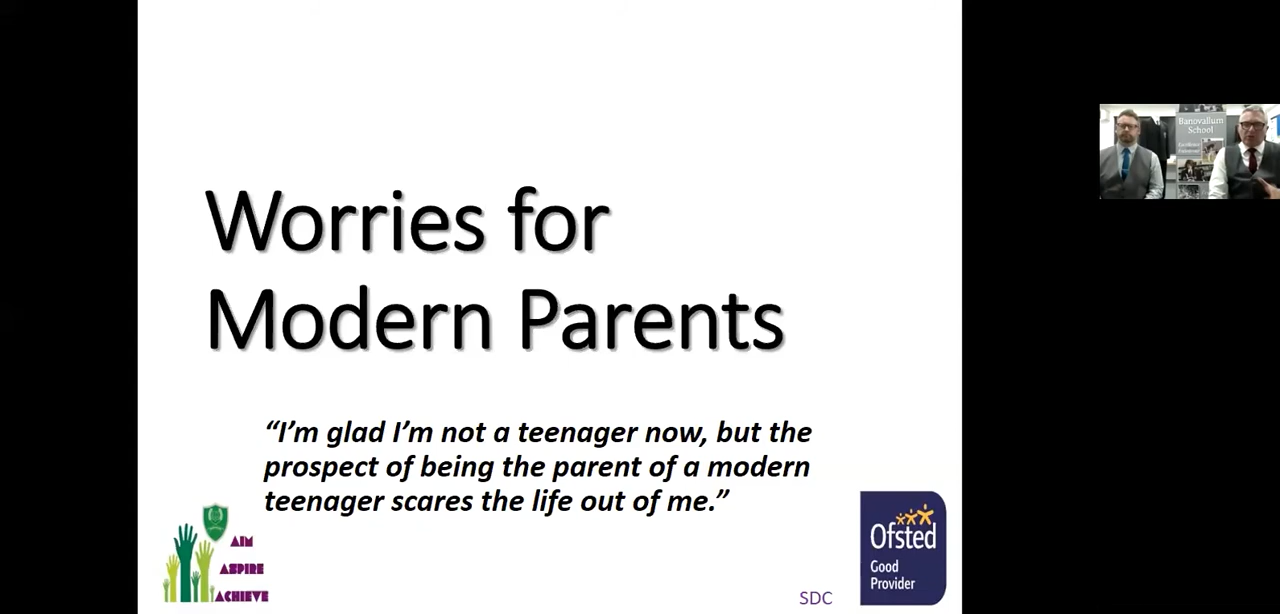 Worries for
Modern Parents
“I’m glad I’m not a teenager now, but the
prospect of being the parent of a modern
teenager scares the life out of me.”
AIM
ASPIRE
ACHIEVE
SDC
Ofsted
Good
Provider
Banovallum
School